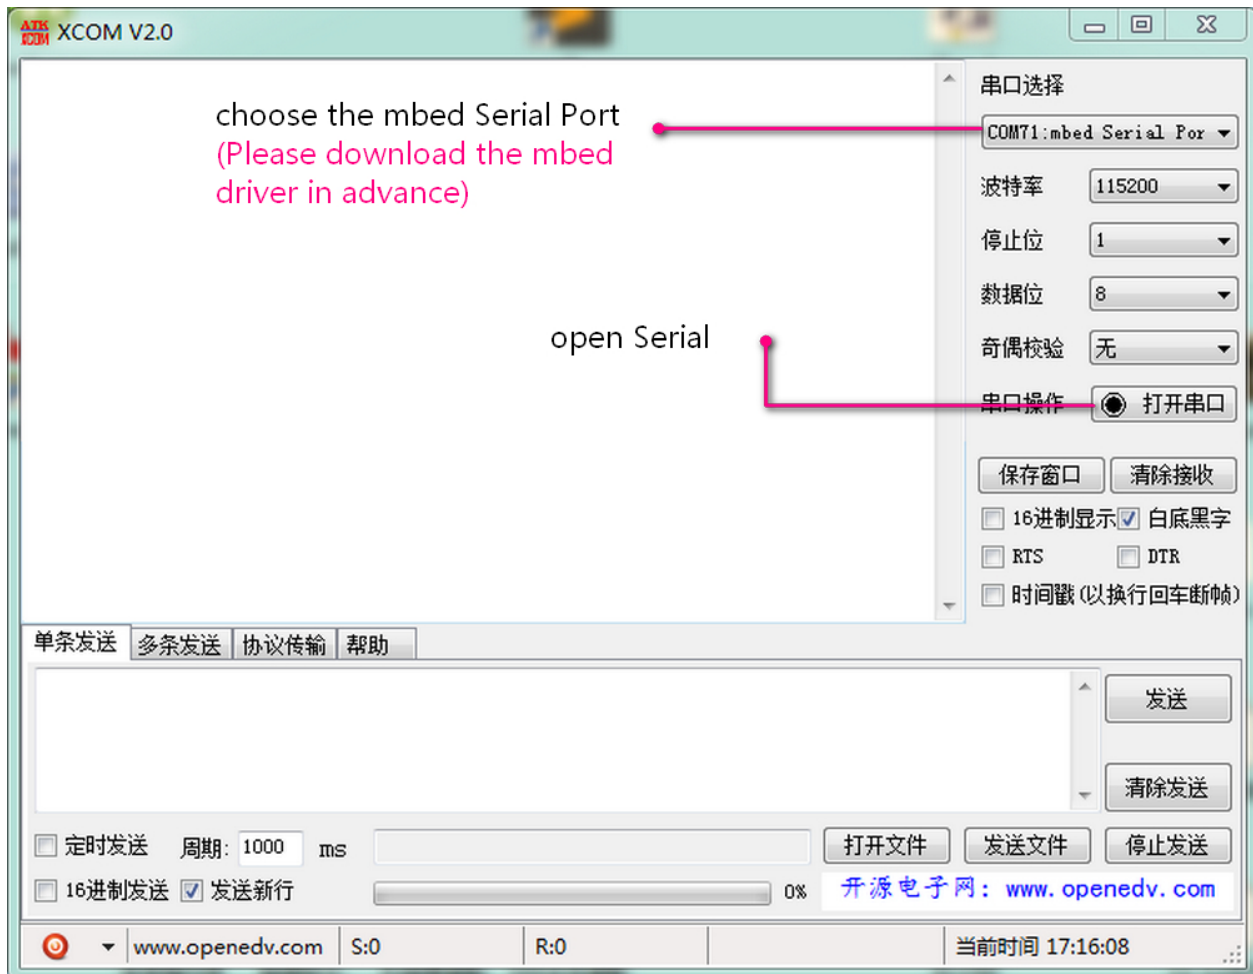 ATK
XCOM
XCOM V2.0
choose the mbed Serial Port
(Please download the mbed
driver in advance)
open Serial
串口选择
COM71:mbed Serial Por
波特率 115200
停止位 1
数据位 8
奇偶校验 无
串口操作 打开串口
保存窗口 清除接收
16进制显示 白底黑字
RTS DTR
时间戳(以换行回车断帧)
单条发送 多条发送 协议传输 帮助
发送
清除发送
定时发送 周期: 1000 ms 打开文件 发送文件 停止发送
16进制发送 发送新行 0% 开源电子网: www.openedv.com
www.openedv.com S:0 R:0 当前时间 17:16:08